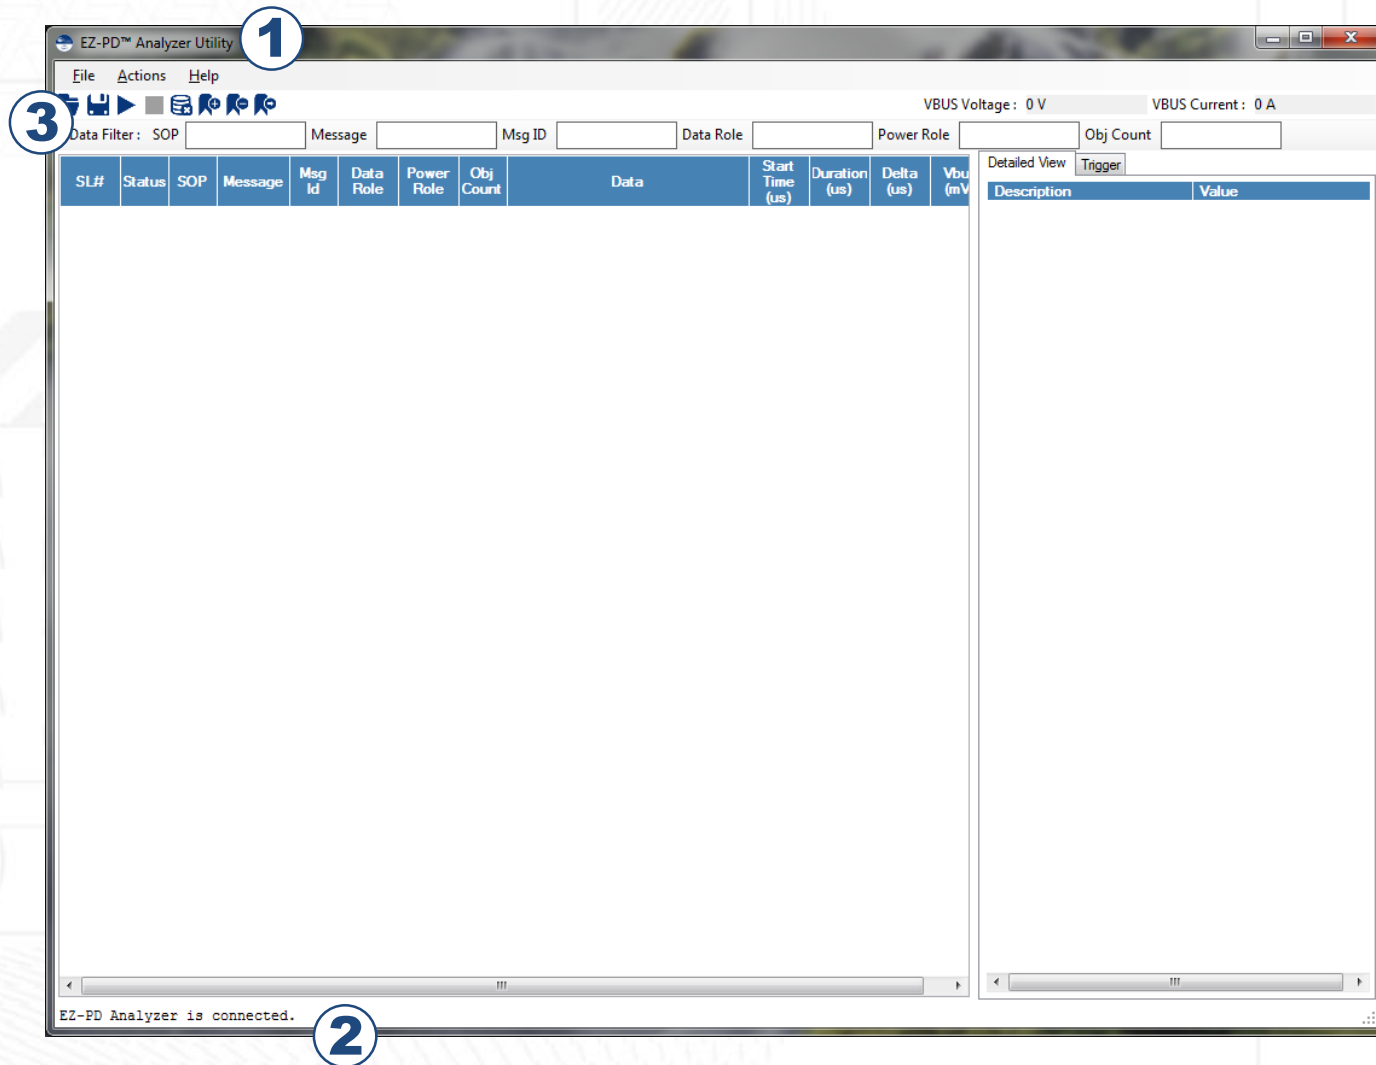 EZ-PD™ Analyzer Utility
1
File Actions Help
3
VBUS Voltage : 0 V VBUS Current : 0 A
Data Filter : SOP Message Msg ID Data Role Power Role Obj Count
SL# Status SOP Message Msg Id Data Role Power Role Obj Count Data Start Time (us) Duration (us) Delta (us) Vbu (mV
Detailed View Trigger
Description Value
EZ-PD Analyzer is connected.
2